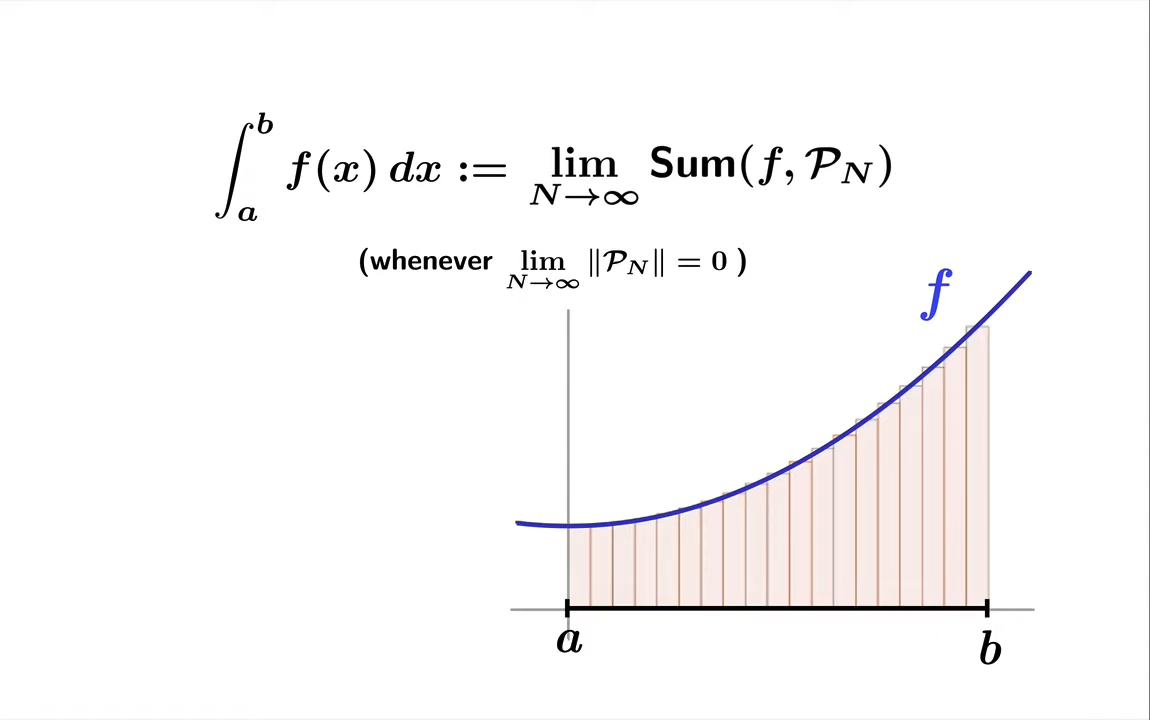 ∫_a^b f(x) dx := lim_{N→∞} Sum(f, 𝒫_N)
(whenever lim_{N→∞} ‖𝒫_N‖ = 0 )
f
a
b